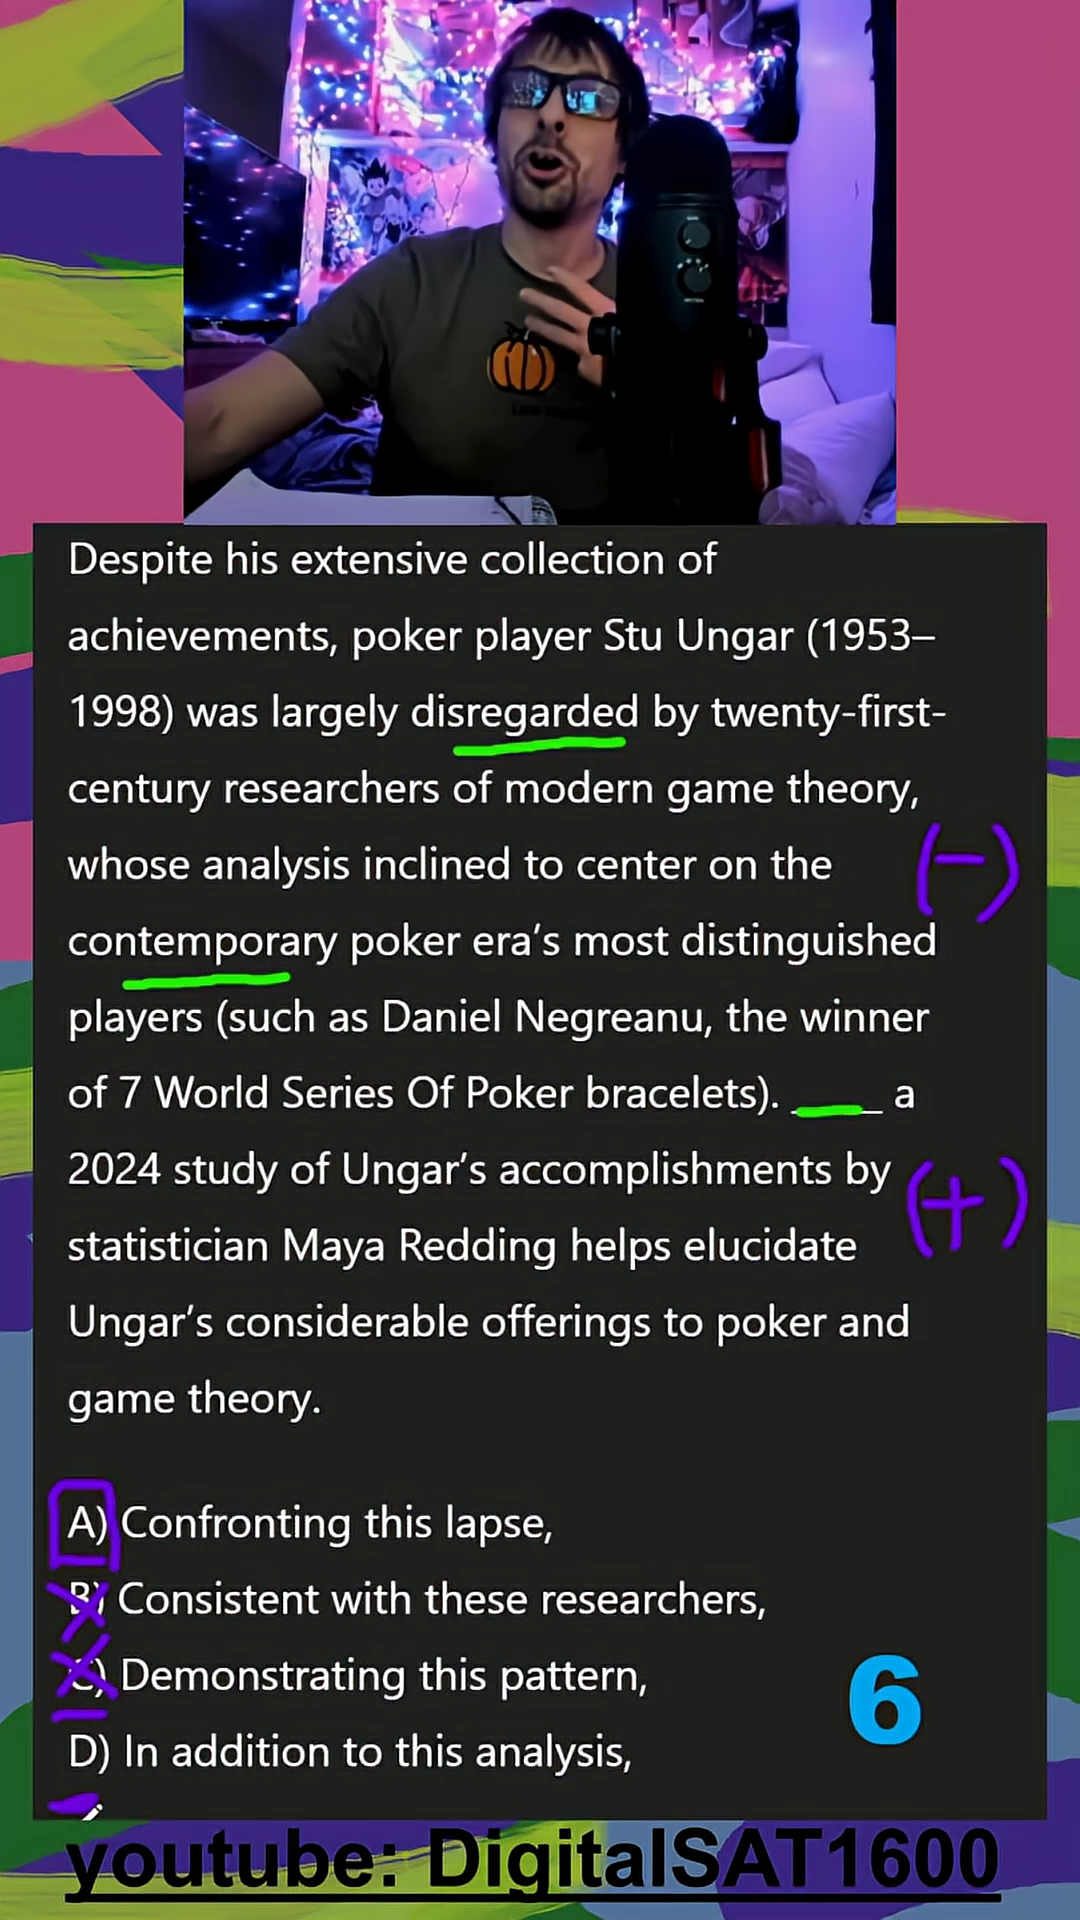 Despite his extensive collection of
achievements, poker player Stu Ungar (1953–
1998) was largely disregarded by twenty-first-
century researchers of modern game theory,
whose analysis inclined to center on the
(-)
contemporary poker era's most distinguished
players (such as Daniel Negreanu, the winner
of 7 World Series Of Poker bracelets). ____ a
2024 study of Ungar's accomplishments by
(+)
statistician Maya Redding helps elucidate
Ungar's considerable offerings to poker and
game theory.
A) Confronting this lapse,
B) Consistent with these researchers,
C) Demonstrating this pattern,
6
D) In addition to this analysis,
youtube: DigitalSAT1600